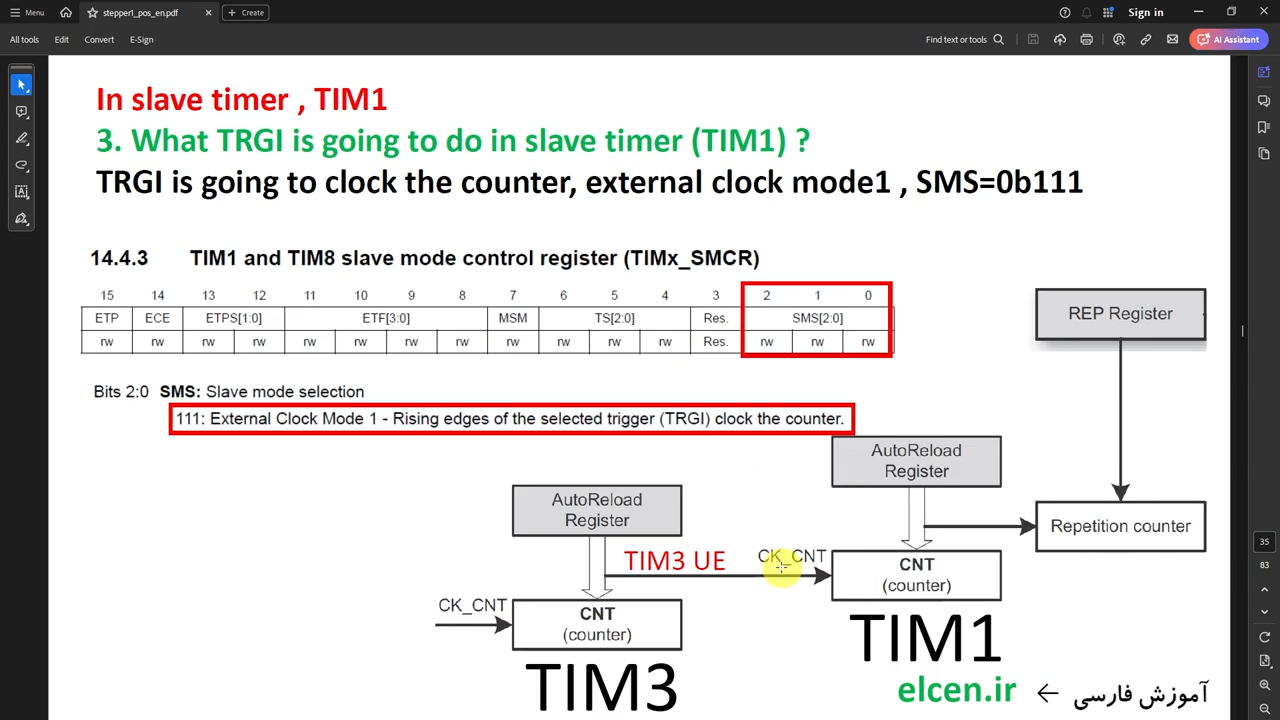 Menu
stepper1_pos_en.pdf
Create
Sign in
All tools
Edit
Convert
E-Sign
Find text or tools
AI Assistant
In slave timer , TIM1
3. What TRGI is going to do in slave timer (TIM1) ?
TRGI is going to clock the counter, external clock mode1 , SMS=0b111
14.4.3 TIM1 and TIM8 slave mode control register (TIMx_SMCR)
15 14 13 12 11 10 9 8 7 6 5 4 3 2 1 0
ETP ECE ETPS[1:0] ETF[3:0] MSM TS[2:0] Res. SMS[2:0]
rw rw rw rw rw rw rw rw rw rw rw rw Res. rw rw rw
Bits 2:0 SMS: Slave mode selection
111: External Clock Mode 1 - Rising edges of the selected trigger (TRGI) clock the counter.
REP Register
AutoReload
Register
Repetition counter
AutoReload
Register
TIM3 UE
CK_CNT
CNT
(counter)
CK_CNT
CNT
(counter)
TIM1
TIM3
elcen.ir ← آموزش فارسی
35
83